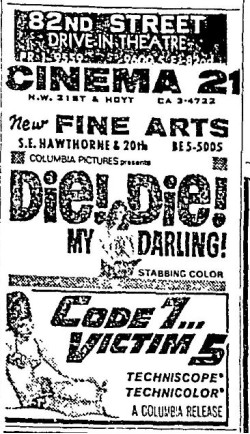 82ND STREET
DRIVE-IN THEATRE
CINEMA 21
N.W. 21ST & HOYT CA 3-4722
New FINE ARTS
S.E. HAWTHORNE & 20th BE 5-5005
COLUMBIA PICTURES presents
Die! Die!
MY DARLING!
STABBING COLOR
CODE 7...
VICTIM 5
TECHNISCOPE®
TECHNICOLOR®
A COLUMBIA RELEASE